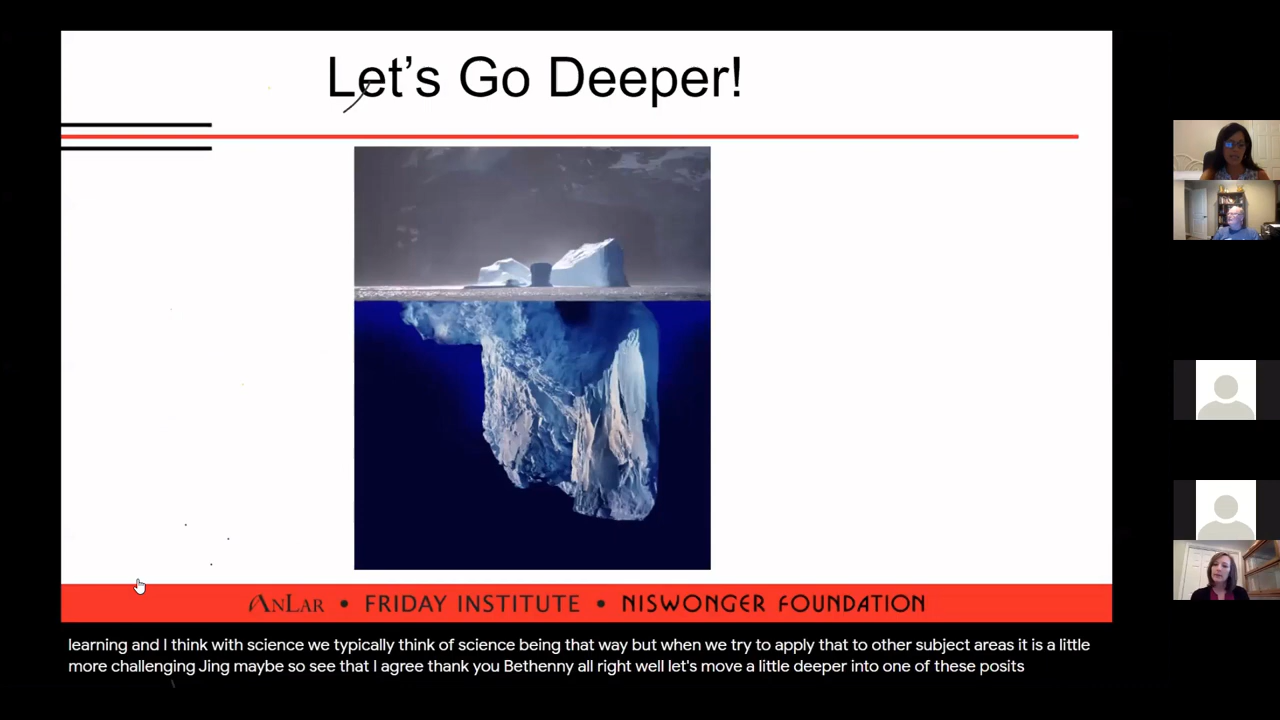 Let's Go Deeper!
ANLAR • FRIDAY INSTITUTE • NISWONGER FOUNDATION
learning and I think with science we typically think of science being that way but when we try to apply that to other subject areas it is a little
more challenging Jing maybe so see that I agree thank you Bethenny all right well let's move a little deeper into one of these posits